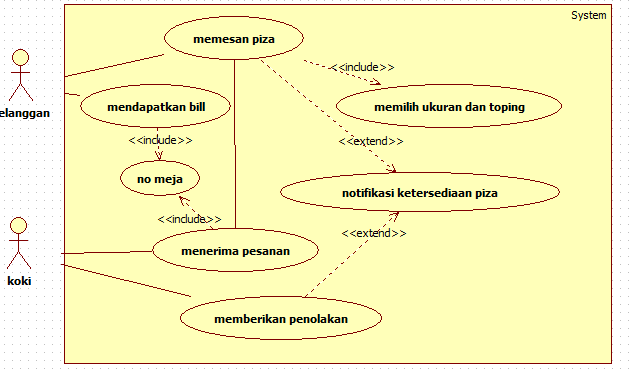 System
memesan piza
<<include>>
elanggan
mendapatkan bill
memilih ukuran dan toping
<<include>>
<<extend>>
no meja
notifikasi ketersediaan piza
<<include>>
<<extend>>
koki
menerima pesanan
memberikan penolakan